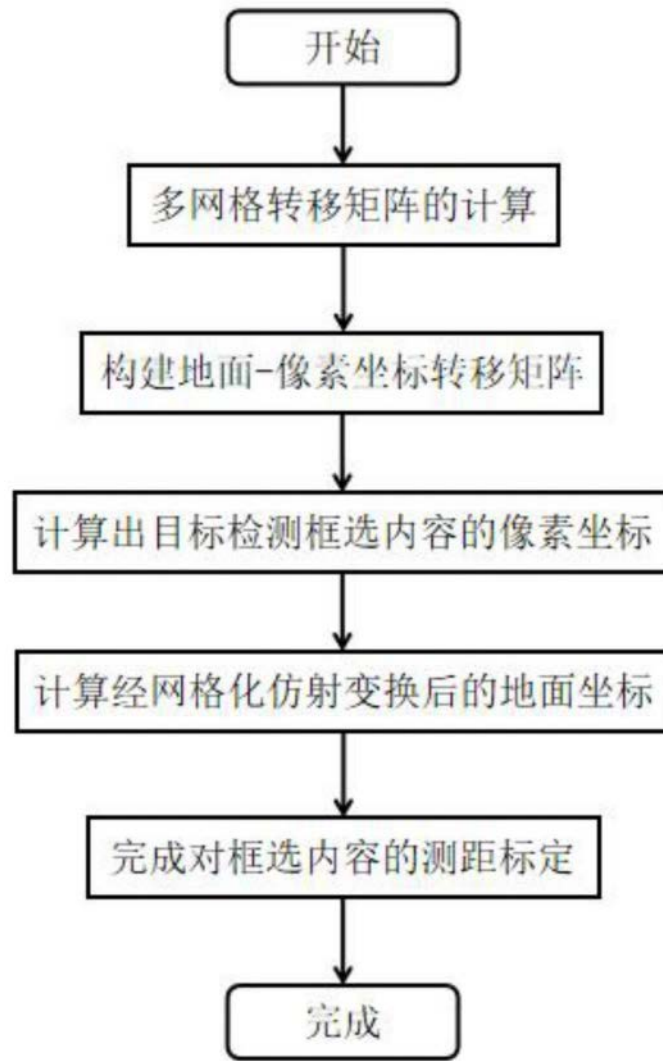 开始
多网格转移矩阵的计算
构建地面-像素坐标转移矩阵
计算出目标检测框选内容的像素坐标
计算经网格化仿射变换后的地面坐标
完成对框选内容的测距标定
完成